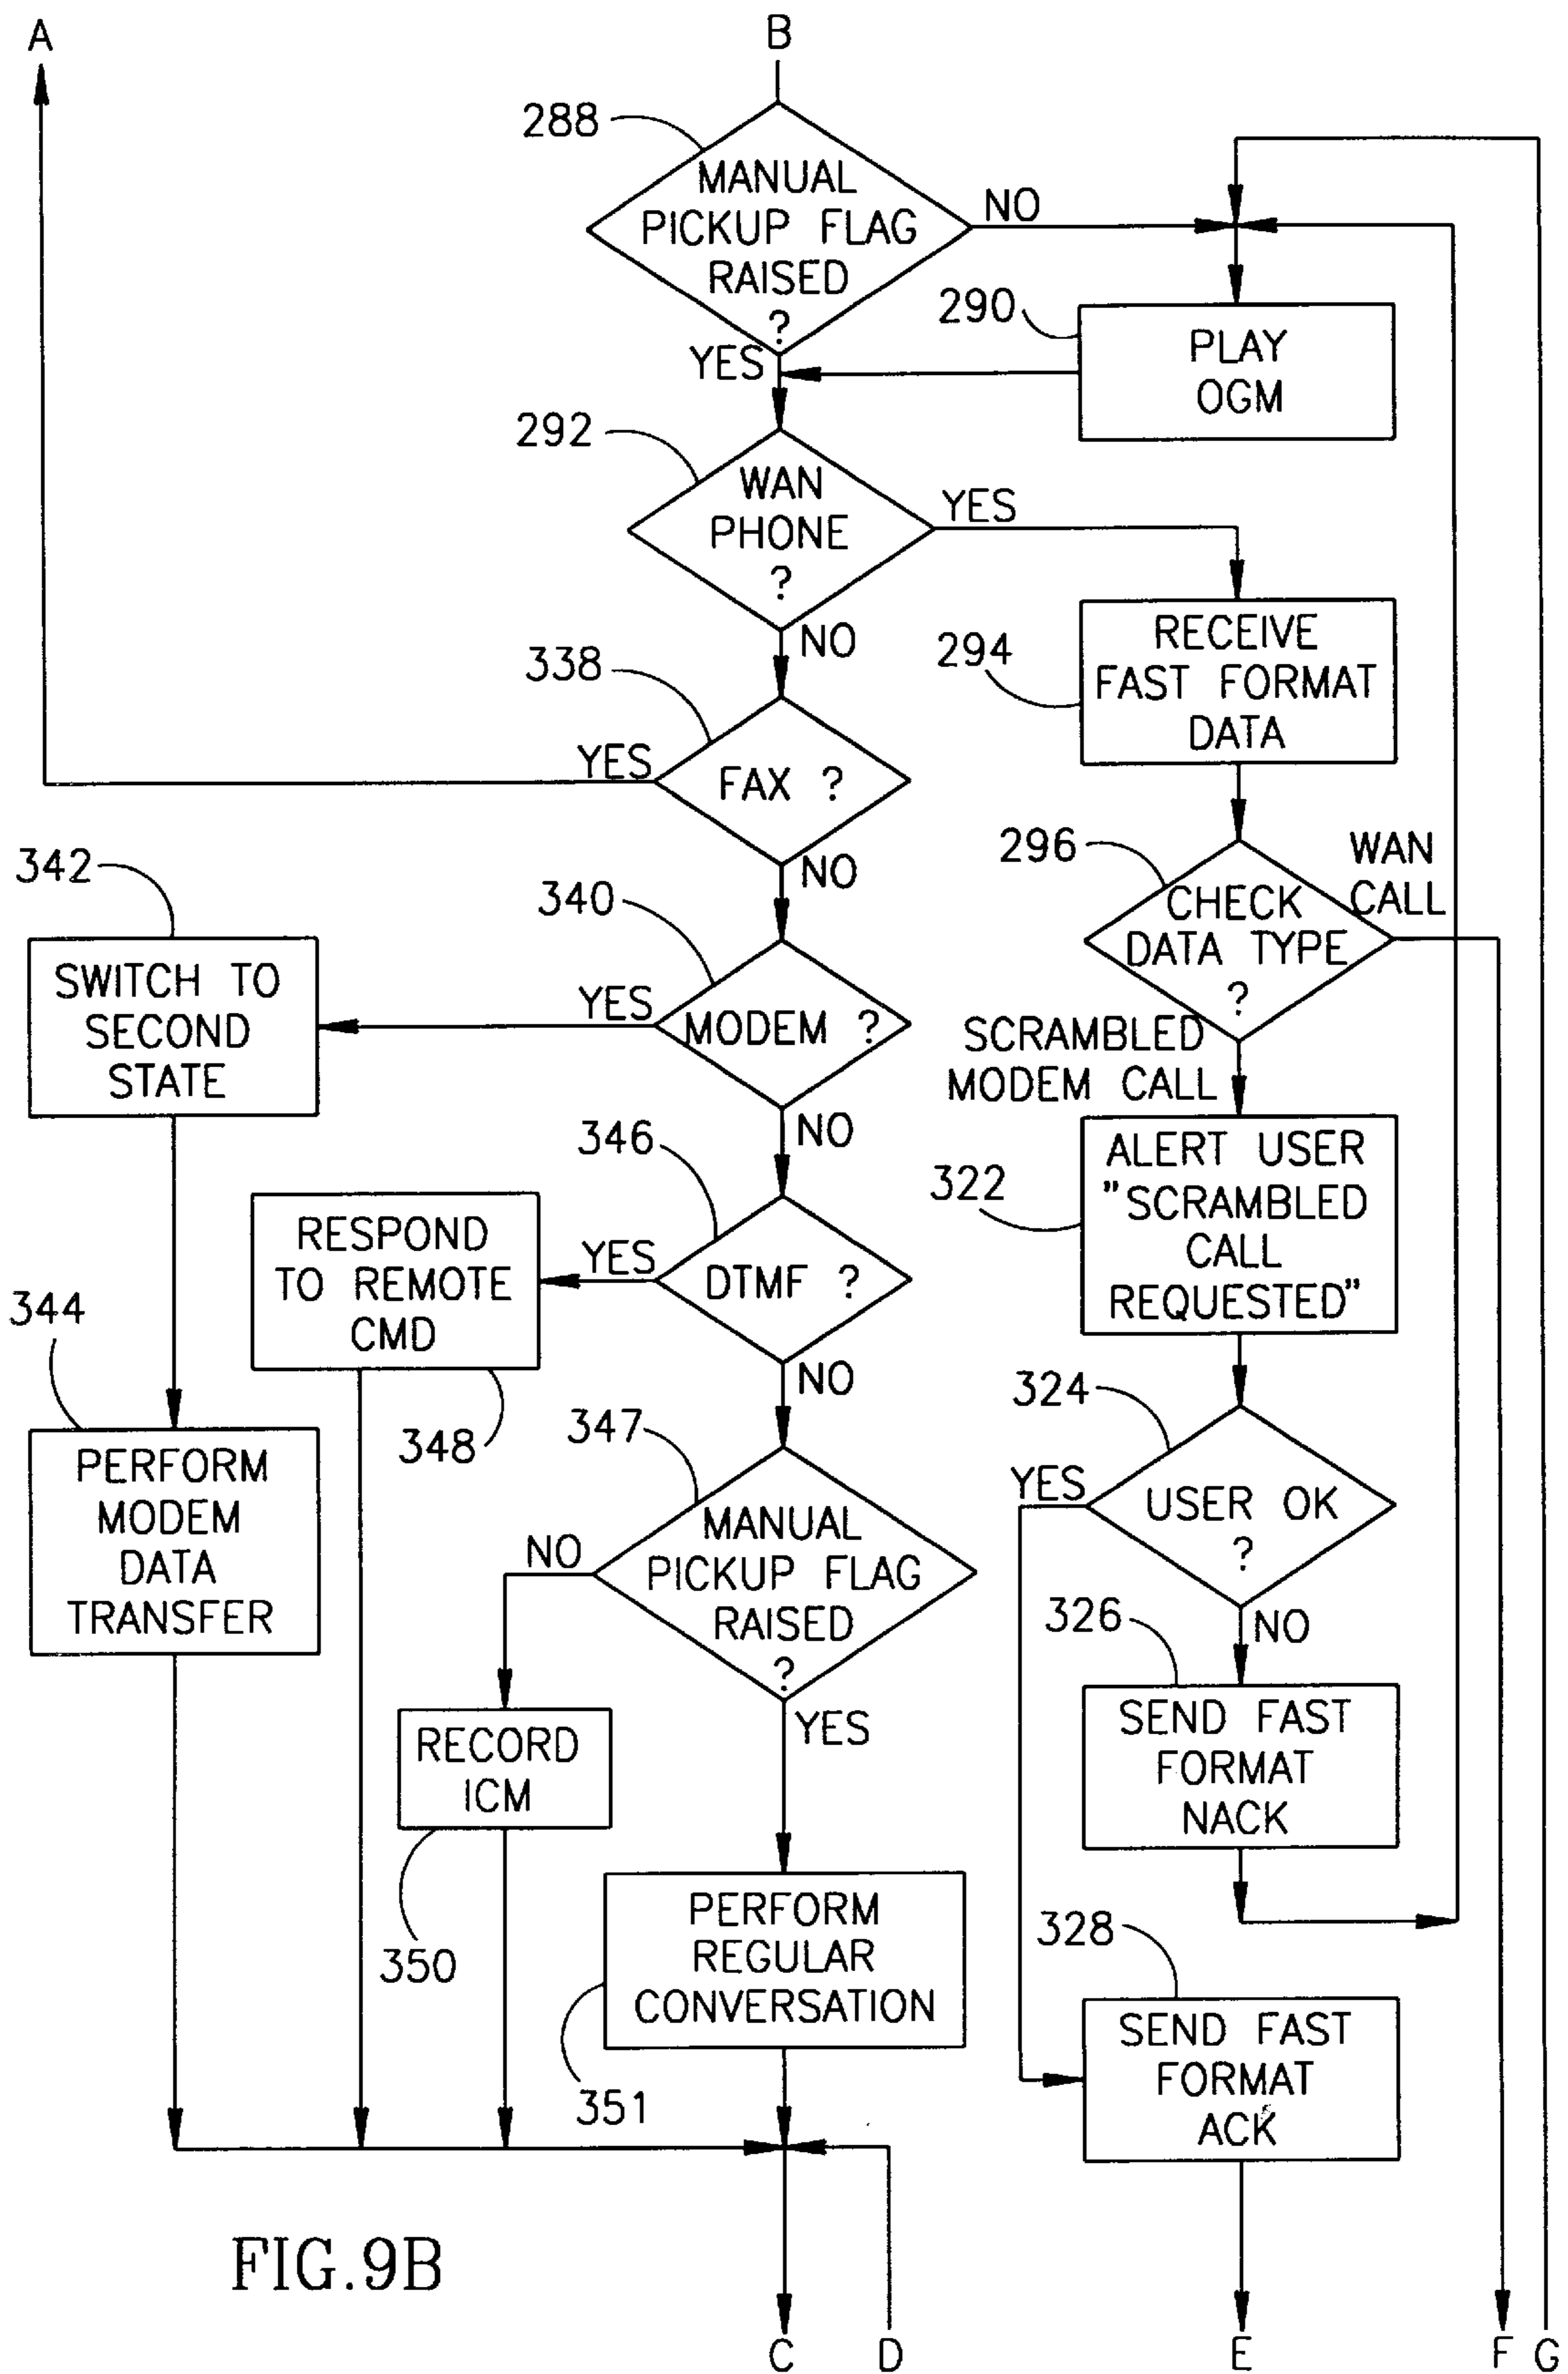 A
B
288
MANUAL
PICKUP FLAG
RAISED
?
NO
YES
290
PLAY
OGM
292
WAN
PHONE
?
YES
NO
294
RECEIVE
FAST FORMAT
DATA
338
FAX ?
YES
NO
296
CHECK
DATA TYPE
?
WAN
CALL
SCRAMBLED
MODEM CALL
340
MODEM ?
YES
NO
342
SWITCH TO
SECOND
STATE
322
ALERT USER
"SCRAMBLED
CALL
REQUESTED"
346
DTMF ?
YES
NO
RESPOND
TO REMOTE
CMD
348
344
PERFORM
MODEM
DATA
TRANSFER
324
USER OK
?
YES
NO
347
MANUAL
PICKUP FLAG
RAISED
?
NO
YES
326
SEND FAST
FORMAT
NACK
RECORD
ICM
350
PERFORM
REGULAR
CONVERSATION
351
328
SEND FAST
FORMAT
ACK
FIG.9B
C
D
E
F
G